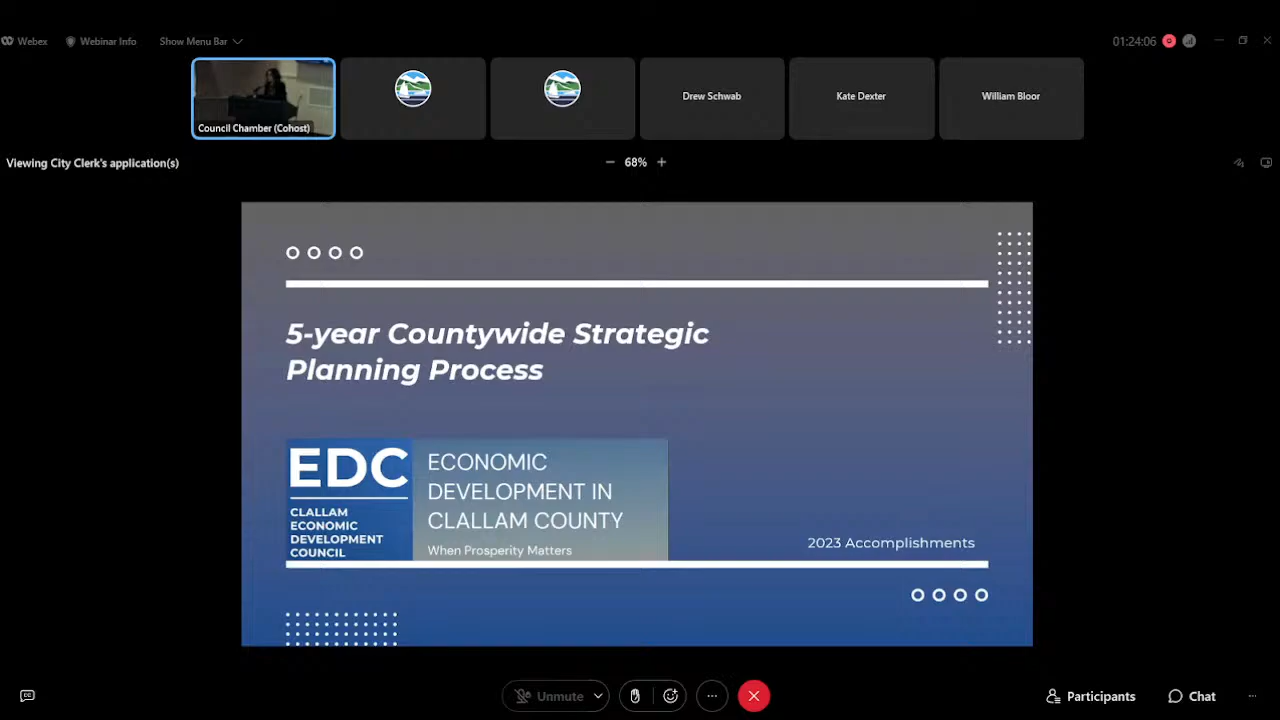 Webex
Webinar Info
Show Menu Bar
01:24:06
Council Chamber (Cohost)
Drew Schwab
Kate Dexter
William Bloor
Viewing City Clerk's application(s)
68%
5-year Countywide Strategic
Planning Process
EDC
CLALLAM
ECONOMIC
DEVELOPMENT
COUNCIL
ECONOMIC
DEVELOPMENT IN
CLALLAM COUNTY
When Prosperity Matters
2023 Accomplishments
Unmute
Participants
Chat